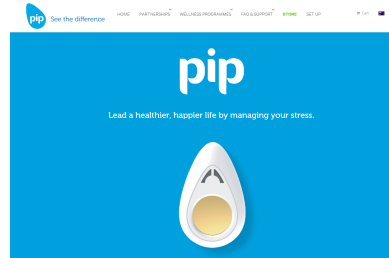 pip
See the difference
HOME PARTNERSHIPS WELLNESS PROGRAMMES FAQ & SUPPORT STORE SET UP Cart
pip
Lead a healthier, happier life by managing your stress.